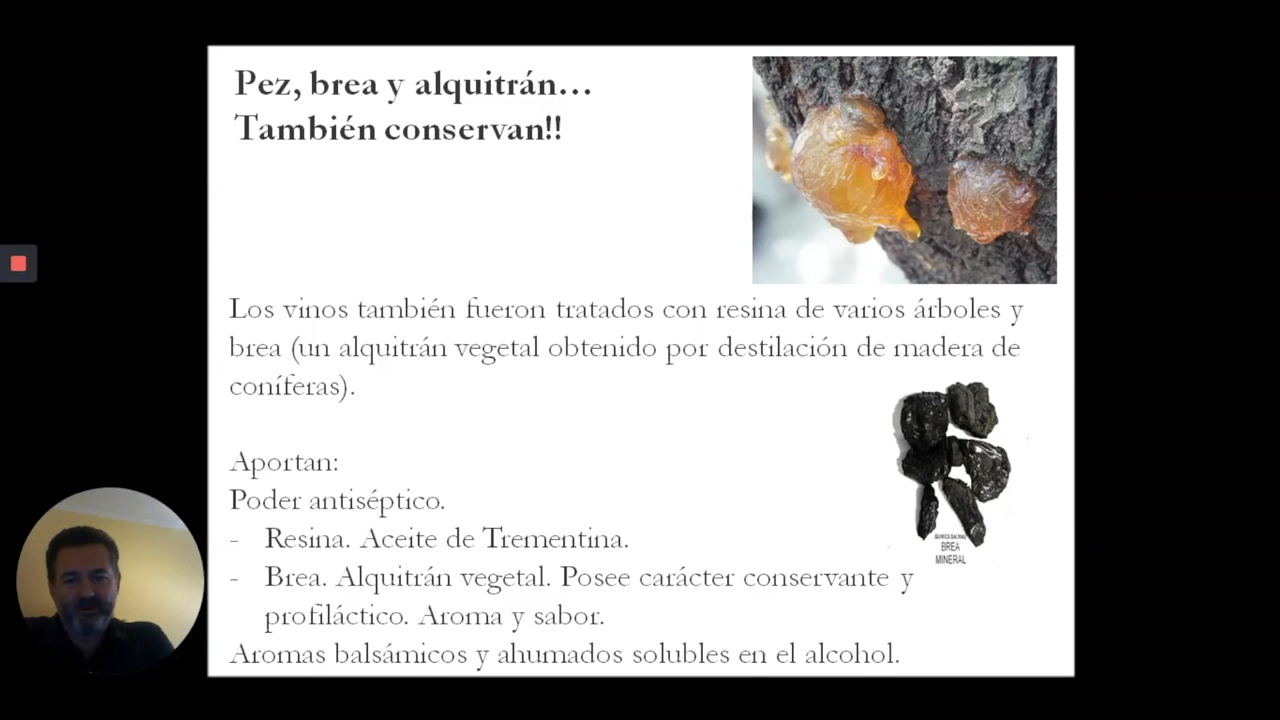 Pez, brea y alquitrán...
También conservan!!
Los vinos también fueron tratados con resina de varios árboles y
brea (un alquitrán vegetal obtenido por destilación de madera de
coníferas).
Aportan:
Poder antiséptico.
- Resina. Aceite de Trementina.
- Brea. Alquitrán vegetal. Posee carácter conservante y
profiláctico. Aroma y sabor.
Aromas balsámicos y ahumados solubles en el alcohol.
BREA
MINERAL